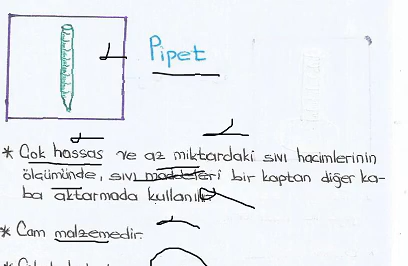 Pipet
* Çok hassas ve az miktardaki sıvı hacimlerinin
ölçümünde, sıvı maddeleri bir kaptan diğer ka-
ba aktarmada kullanılır.
* Cam malzemedir.